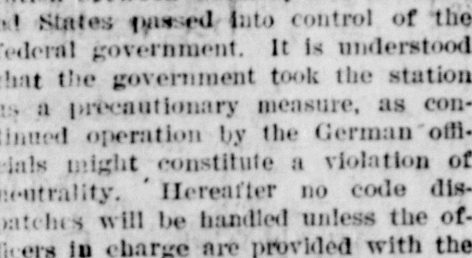 ed States passed into control of the
federal government. It is understood
that the government took the station
as a precautionary measure, as con-
tinued operation by the German offi-
cials might constitute a violation of
neutrality. Hereafter no code dis-
patches will be handled unless the of-
ficers in charge are provided with the